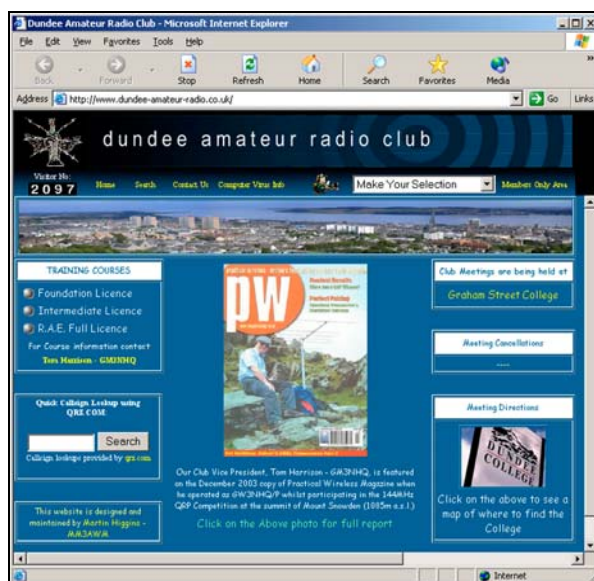 Dundee Amateur Radio Club - Microsoft Internet Explorer
File Edit View Favorites Tools Help
Back Forward Stop Refresh Home Search Favorites Media
Address http://www.dundee-amateur-radio.co.uk/ Go Links
dundee amateur radio club
Visitor No:
2097
Home Search Contact Us Computer Virus Info Make Your Selection Members Only Area
TRAINING COURSES
Foundation Licence
Intermediate Licence
R.A.E. Full Licence
For Course information contact
Tom Harrison - GM3NHQ
Quick Callsign Lookup using
QRZ.COM
Search
Callsign lookups provided by qrz.com
This website is designed and
maintained by Martin Higgins -
MM3AWM
pw
Our Club Vice President, Tom Harrison - GM3NHQ, is featured
on the December 2003 copy of Practical Wireless Magazine when
he operated as GW3NHQ/P whilst participating in the 144MHz
QRP Competition at the summit of Mount Snowden (1085m a.s.l.)
Click on the Above photo for full report
Club Meetings are being held at
Graham Street College
Meeting Cancellations
----
Meeting Directions
DUNDEE
COLLEGE
Click on the above to see a
map of where to find the
College
Internet